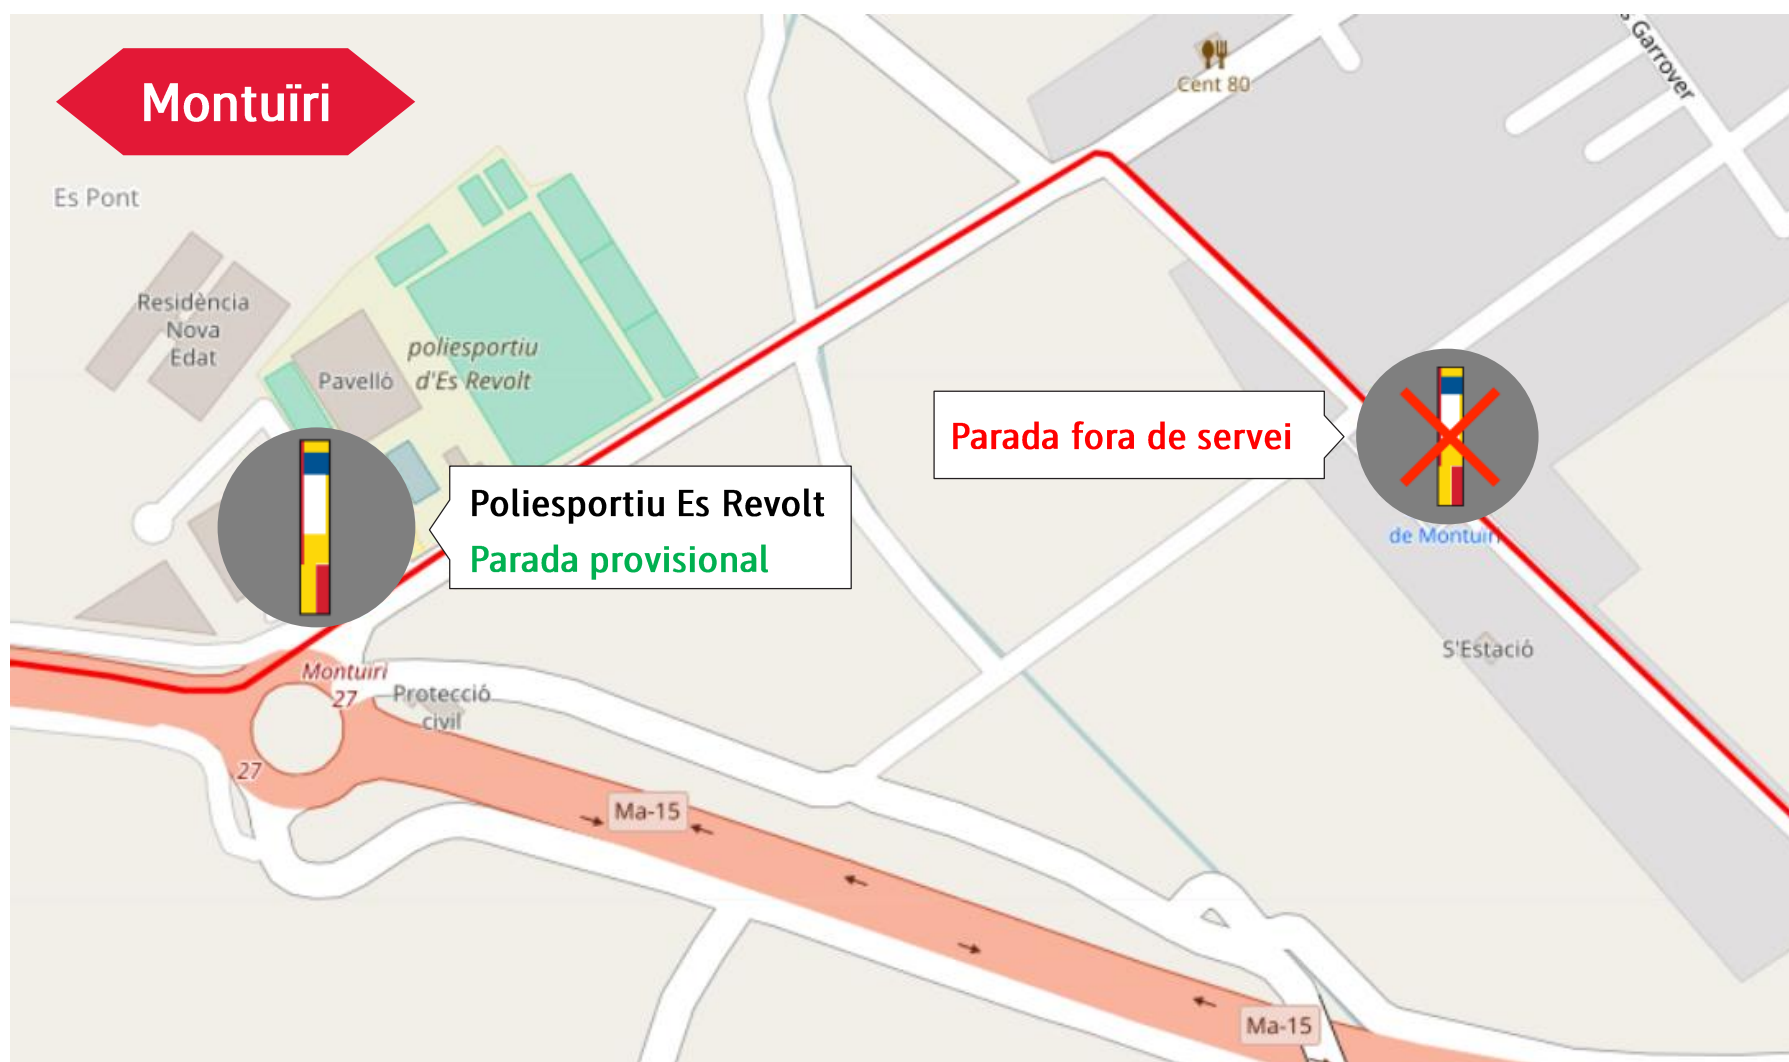 Montuïri
Cent 80
s Garrover
Es Pont
Residència
Nova
Edat
Pavelló
poliesportiu
d'Es Revolt
Parada fora de servei
Poliesportiu Es Revolt
Parada provisional
de Montuïri
S'Estació
Montuïri
27
Protecció
civil
27
Ma-15
Ma-15